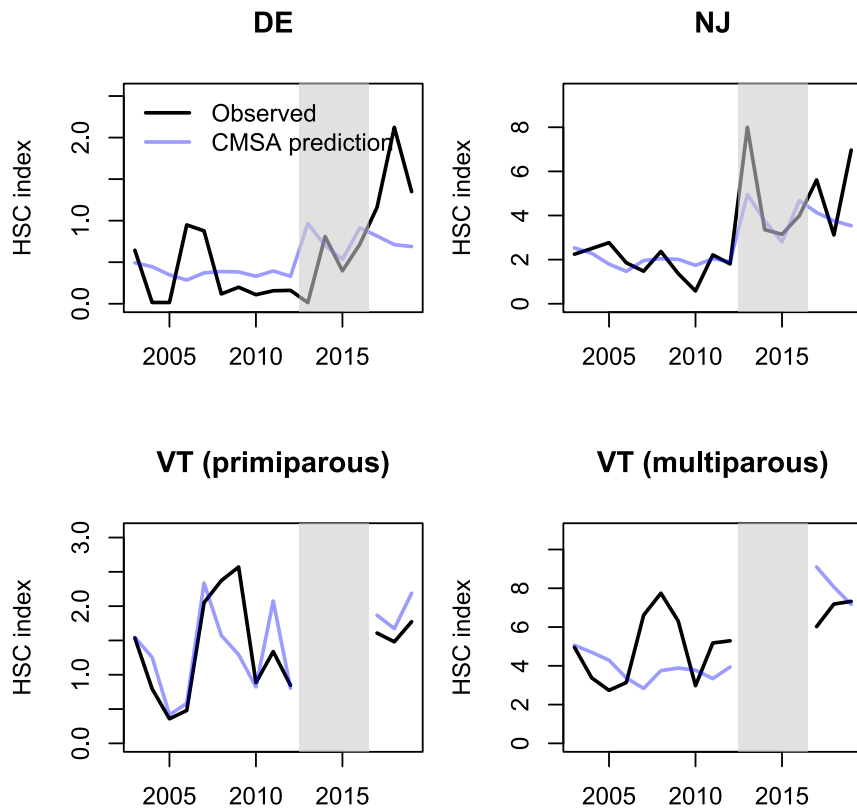 DE
HSC index
0.0 1.0 2.0
Observed
CMSA prediction
2005 2010 2015
NJ
HSC index
0 2 4 6 8
2005 2010 2015
VT (primiparous)
HSC index
0.0 1.0 2.0 3.0
2005 2010 2015
VT (multiparous)
HSC index
0 2 4 6 8
2005 2010 2015